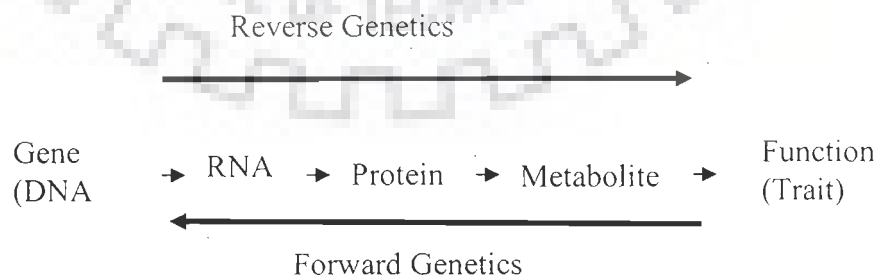 Reverse Genetics
Gene
(DNA
RNA
Protein
Metabolite
Function
(Trait)
Forward Genetics